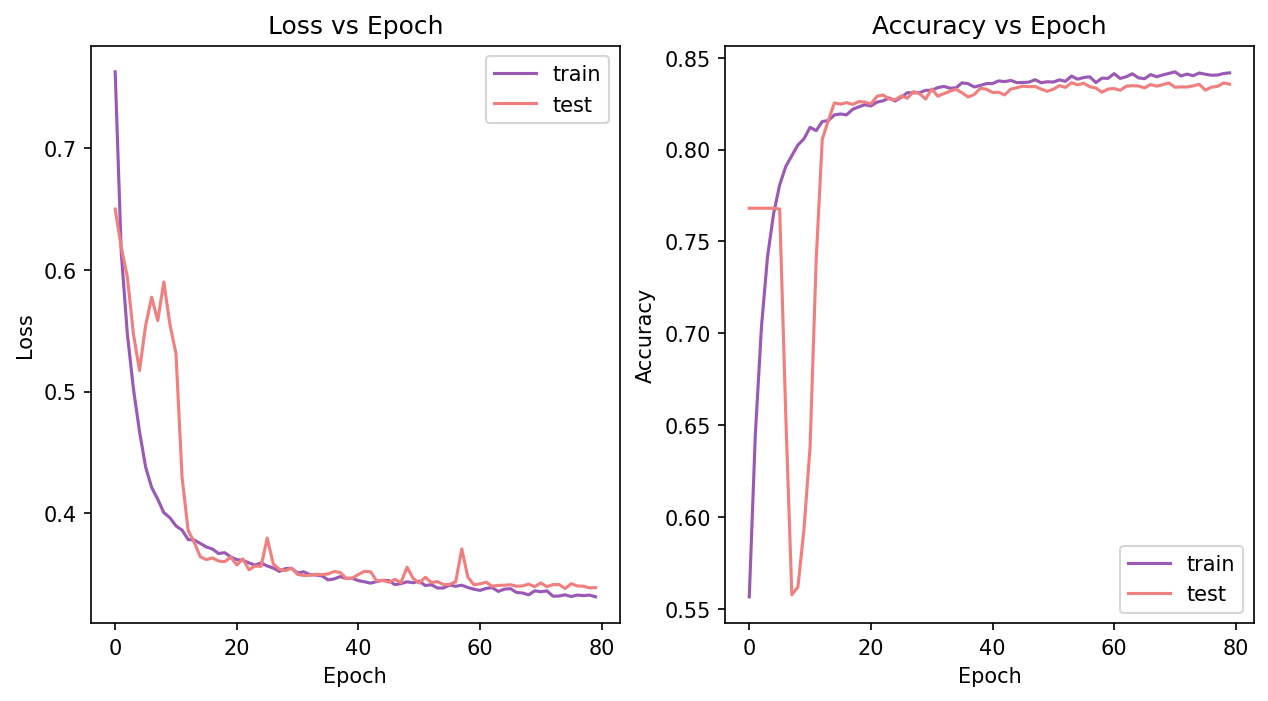 Loss vs Epoch
train
test
0.7
0.6
0.5
0.4
Loss
0 20 40 60 80
Epoch
Accuracy vs Epoch
0.85
0.80
0.75
0.70
0.65
0.60
0.55
Accuracy
train
test
0 20 40 60 80
Epoch